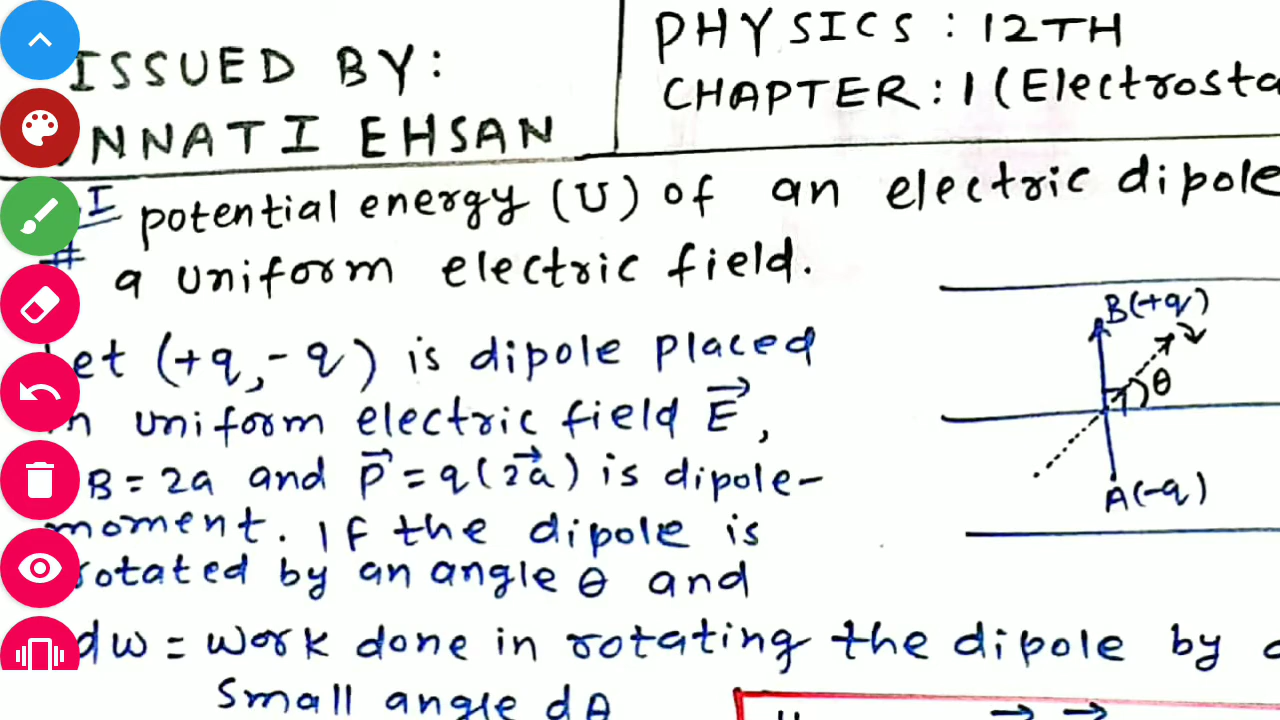 ISSUED BY:
NNATI EHSAN
PHYSICS : 12TH
CHAPTER : 1 (Electrosta
I potential energy (U) of an electric dipole
# a uniform electric field.
et (+q, -q) is dipole placed
n uniform electric field E⃗,
B = 2a and p⃗ = q(2a⃗) is dipole-
moment. If the dipole is
rotated by an angle θ and
dw = work done in rotating the dipole by
small angle dθ
B(+q)
θ
A(-q)